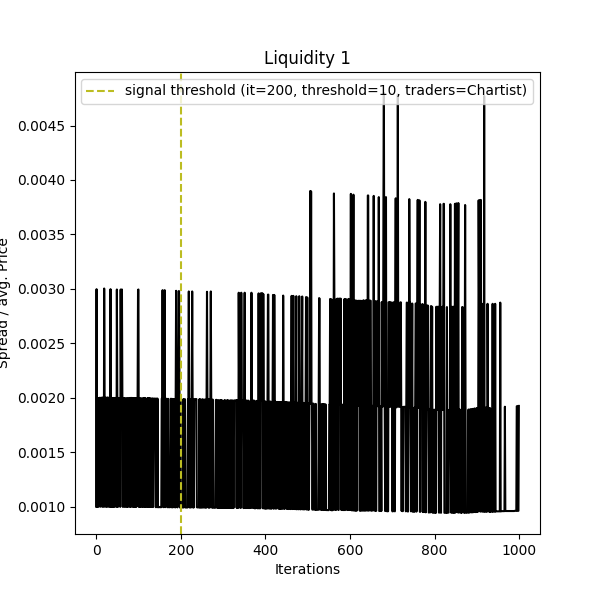 Liquidity 1
signal threshold (it=200, threshold=10, traders=Chartist)
Spread / avg. Price
0.0045
0.0040
0.0035
0.0030
0.0025
0.0020
0.0015
0.0010
0 200 400 600 800 1000
Iterations